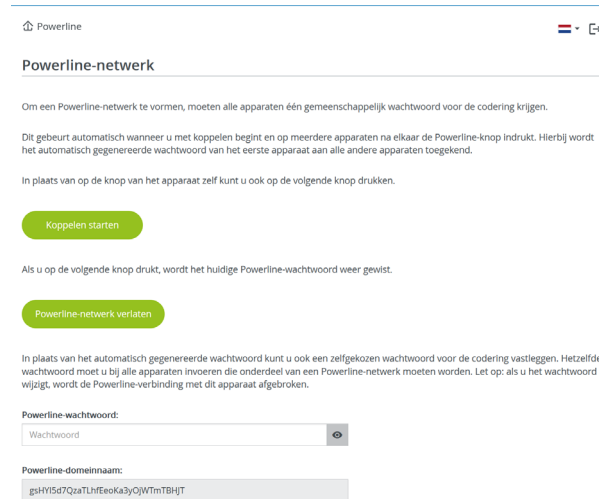 Powerline
Powerline-netwerk
Om een Powerline-netwerk te vormen, moeten alle apparaten één gemeenschappelijk wachtwoord voor de codering krijgen.
Dit gebeurt automatisch wanneer u met koppelen begint en op meerdere apparaten na elkaar de Powerline-knop indrukt. Hierbij wordt
het automatisch gegenereerde wachtwoord van het eerste apparaat aan alle andere apparaten toegekend.
In plaats van op de knop van het apparaat zelf kunt u ook op de volgende knop drukken.
Koppelen starten
Als u op de volgende knop drukt, wordt het huidige Powerline-wachtwoord weer gewist.
Powerline-netwerk verlaten
In plaats van het automatisch gegenereerde wachtwoord kunt u ook een zelfgekozen wachtwoord voor de codering vastleggen. Hetzelfde
wachtwoord moet u bij alle apparaten invoeren die onderdeel van een Powerline-netwerk moeten worden. Let op: als u het wachtwoord
wijzigt, wordt de Powerline-verbinding met dit apparaat afgebroken.
Powerline-wachtwoord:
Wachtwoord
Powerline-domeinnaam:
gsHYI5d7QzaTLhfEeoKa3yOjWTmTBHJT